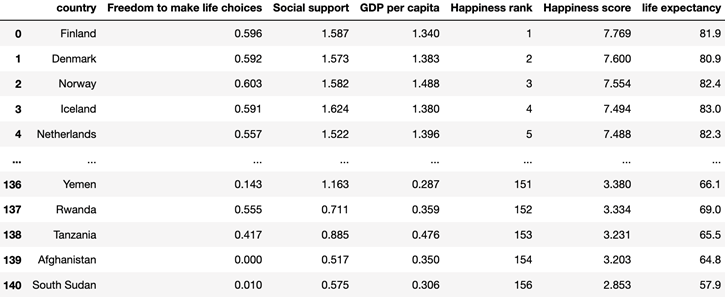 country Freedom to make life choices Social support GDP per capita Happiness rank Happiness score life expectancy
0 Finland 0.596 1.587 1.340 1 7.769 81.9
1 Denmark 0.592 1.573 1.383 2 7.600 80.9
2 Norway 0.603 1.582 1.488 3 7.554 82.4
3 Iceland 0.591 1.624 1.380 4 7.494 83.0
4 Netherlands 0.557 1.522 1.396 5 7.488 82.3
... ... ... ... ... ... ... ...
136 Yemen 0.143 1.163 0.287 151 3.380 66.1
137 Rwanda 0.555 0.711 0.359 152 3.334 69.0
138 Tanzania 0.417 0.885 0.476 153 3.231 65.5
139 Afghanistan 0.000 0.517 0.350 154 3.203 64.8
140 South Sudan 0.010 0.575 0.306 156 2.853 57.9